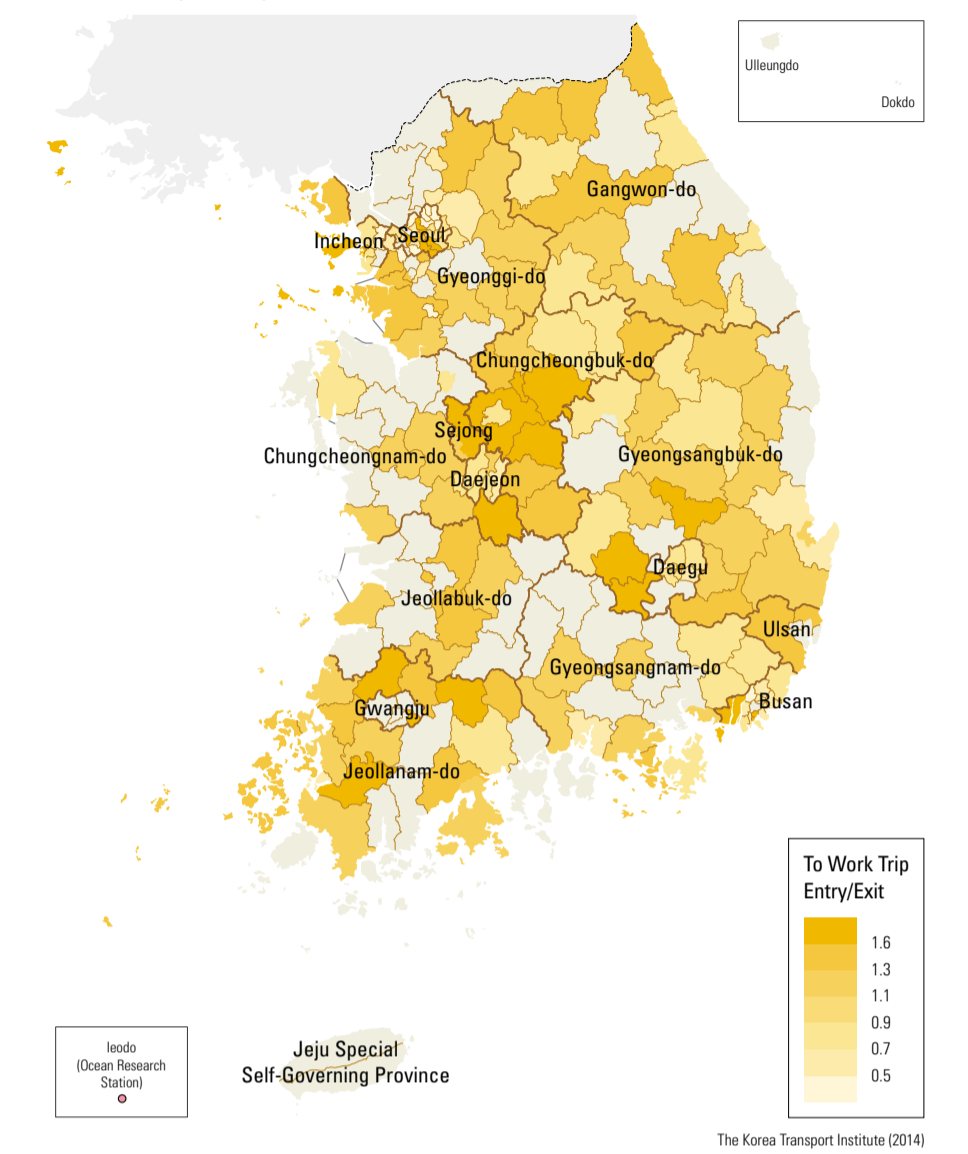 Ulleungdo
Dokdo
Gangwon-do
Incheon
Seoul
Gyeonggi-do
Chungcheongbuk-do
Sejong
Chungcheongnam-do
Gyeongsangbuk-do
Daejeon
Daegu
Jeollabuk-do
Ulsan
Gyeongsangnam-do
Busan
Gwangju
Jeollanam-do
To Work Trip
Entry/Exit
1.6
1.3
1.1
0.9
0.7
0.5
Ieodo
(Ocean Research
Station)
Jeju Special
Self-Governing Province
The Korea Transport Institute (2014)